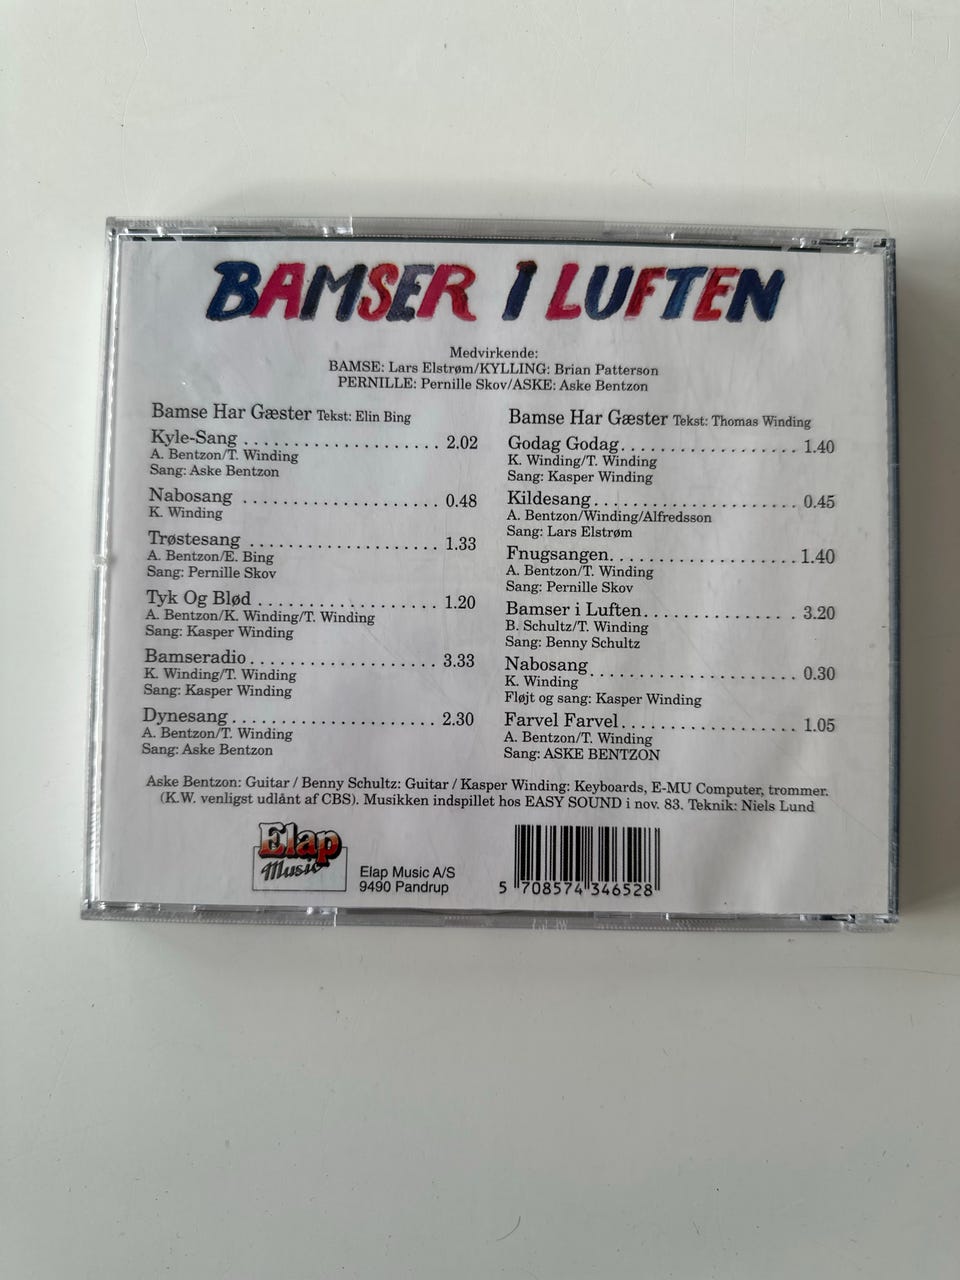 BAMSER I LUFTEN
Medvirkende:
BAMSE: Lars Elstrøm/KYLLING: Brian Patterson
PERNILLE: Pernille Skov/ASKE: Aske Bentzon
Bamse Har Gæster Tekst: Elin Bing
Kyle-Sang . . . . . . . . . . . . . . . . . . . . 2.02
A. Bentzon/T. Winding
Sang: Aske Bentzon
Nabosang . . . . . . . . . . . . . . . . . . . . 0.48
K. Winding
Trøstesang . . . . . . . . . . . . . . . . . . . 1.33
A. Bentzon/E. Bing
Sang: Pernille Skov
Tyk Og Blød . . . . . . . . . . . . . . . . . . 1.20
A. Bentzon/K. Winding/T. Winding
Sang: Kasper Winding
Bamseradio . . . . . . . . . . . . . . . . . . . 3.33
K. Winding/T. Winding
Sang: Kasper Winding
Dynesang . . . . . . . . . . . . . . . . . . . . . 2.30
A. Bentzon/T. Winding
Sang: Aske Bentzon
Bamse Har Gæster Tekst: Thomas Winding
Godag Godag . . . . . . . . . . . . . . . . . . 1.40
K. Winding/T. Winding
Sang: Kasper Winding
Kildesang . . . . . . . . . . . . . . . . . . . . . 0.45
A. Bentzon/Winding/Alfredsson
Sang: Lars Elstrøm
Fnugsangen . . . . . . . . . . . . . . . . . . . 1.40
A. Bentzon/T. Winding
Sang: Pernille Skov
Bamser i Luften . . . . . . . . . . . . . . . . 3.20
B. Schultz/T. Winding
Sang: Benny Schultz
Nabosang . . . . . . . . . . . . . . . . . . . . . 0.30
K. Winding
Fløjt og sang: Kasper Winding
Farvel Farvel . . . . . . . . . . . . . . . . . . 1.05
A. Bentzon/T. Winding
Sang: ASKE BENTZON
Aske Bentzon: Guitar / Benny Schultz: Guitar / Kasper Winding: Keyboards, E-MU Computer, trommer.
(K.W. venligst udlånt af CBS). Musikken indspillet hos EASY SOUND i nov. 83. Teknik: Niels Lund
Elap
Music
Elap Music A/S
9490 Pandrup
5 708574 346528